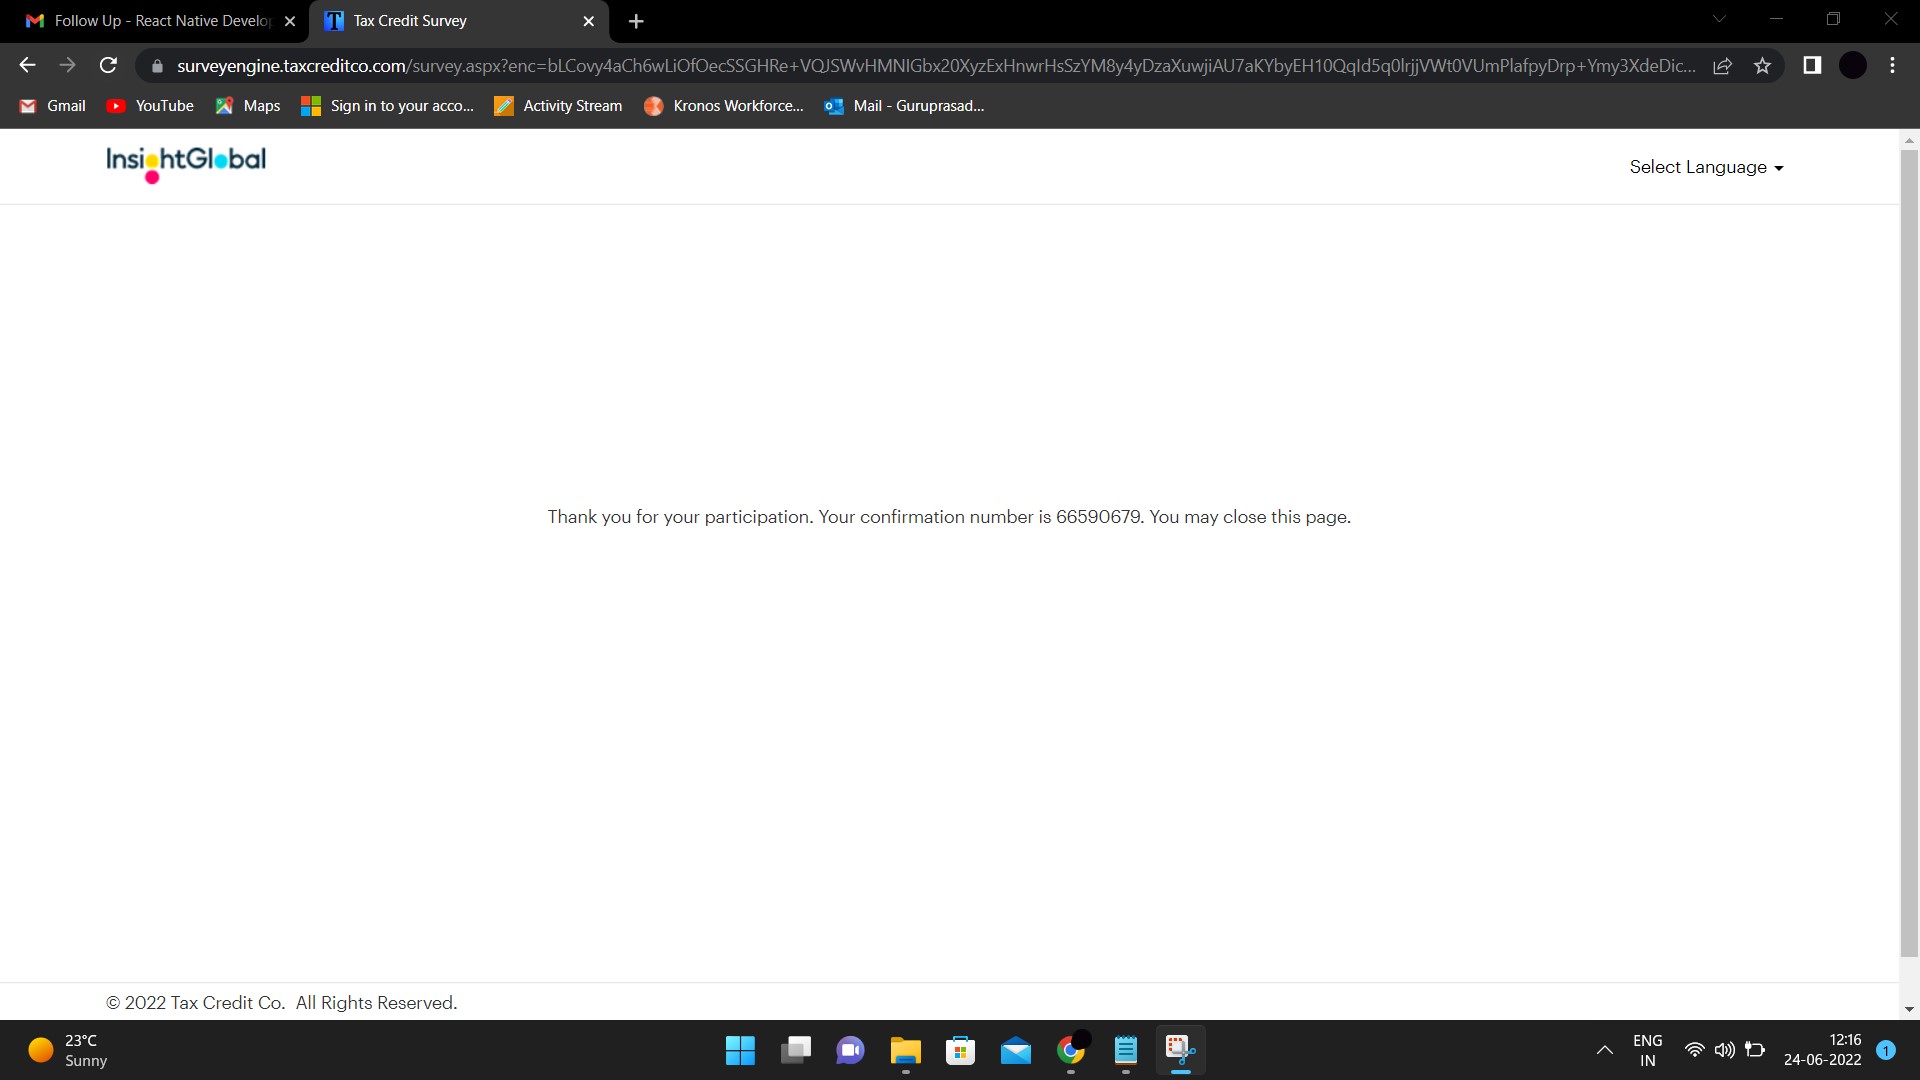 Follow Up - React Native Develop
Tax Credit Survey
surveyengine.taxcreditco.com/survey.aspx?enc=bLCovy4aCh6wLiOfOecSSGHRe+VQJSWvHMNIGbx20XyzExHnwrHsSzYM8y4yDzaXuwjiAU7aKYbyEH10QqId5q0lrjjVWt0VUmPlafpyDrp+Ymy3XdeDic...
Gmail
YouTube
Maps
Sign in to your acco...
Activity Stream
Kronos Workforce...
Mail - Guruprasad...
InsightGlobal
Select Language
Thank you for your participation. Your confirmation number is 66590679. You may close this page.
© 2022 Tax Credit Co. All Rights Reserved.
23°C
Sunny
ENG
IN
12:16
24-06-2022
1